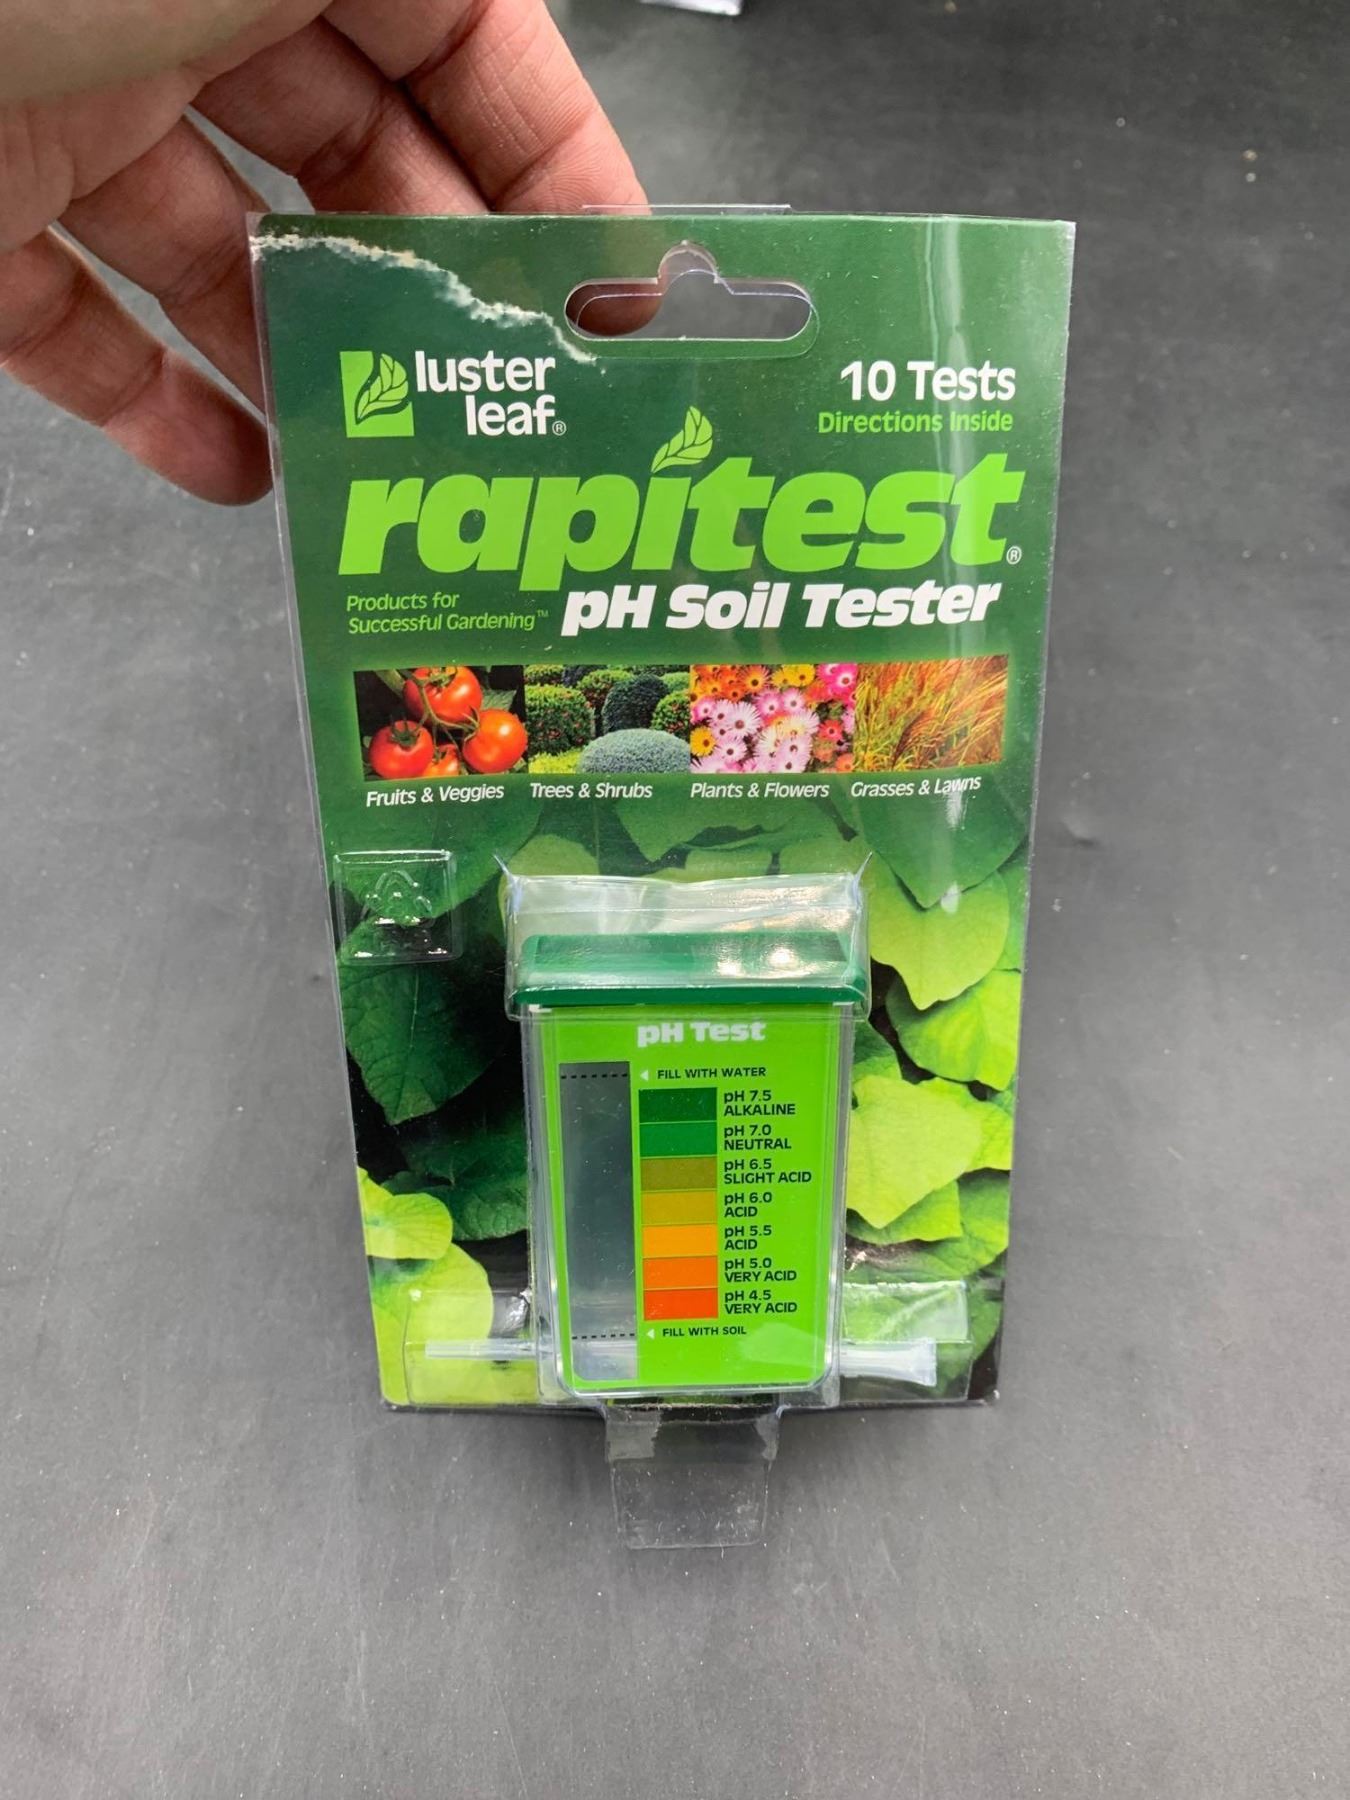 luster
leaf®
10 Tests
Directions Inside
rapitest®
Products for
Successful Gardening™
pH Soil Tester
Fruits & Veggies
Trees & Shrubs
Plants & Flowers
Grasses & Lawns
pH Test
FILL WITH WATER
pH 7.5
ALKALINE
pH 7.0
NEUTRAL
pH 6.5
SLIGHT ACID
pH 6.0
ACID
pH 5.5
ACID
pH 5.0
VERY ACID
pH 4.5
VERY ACID
FILL WITH SOIL